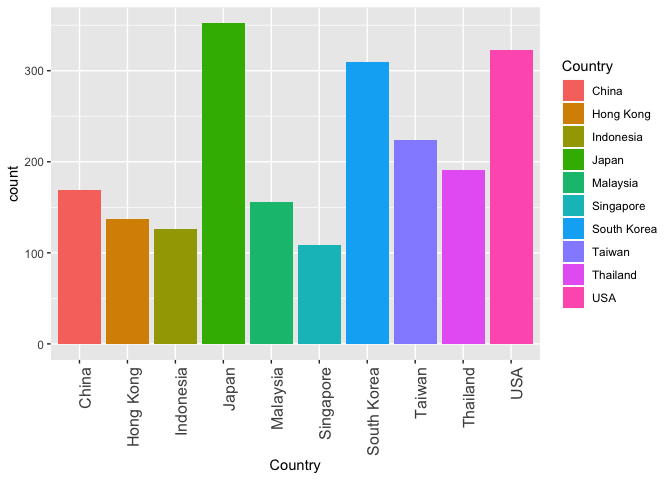 count
300
200
100
0
China
Hong Kong
Indonesia
Japan
Malaysia
Singapore
South Korea
Taiwan
Thailand
USA
Country
Country
China
Hong Kong
Indonesia
Japan
Malaysia
Singapore
South Korea
Taiwan
Thailand
USA